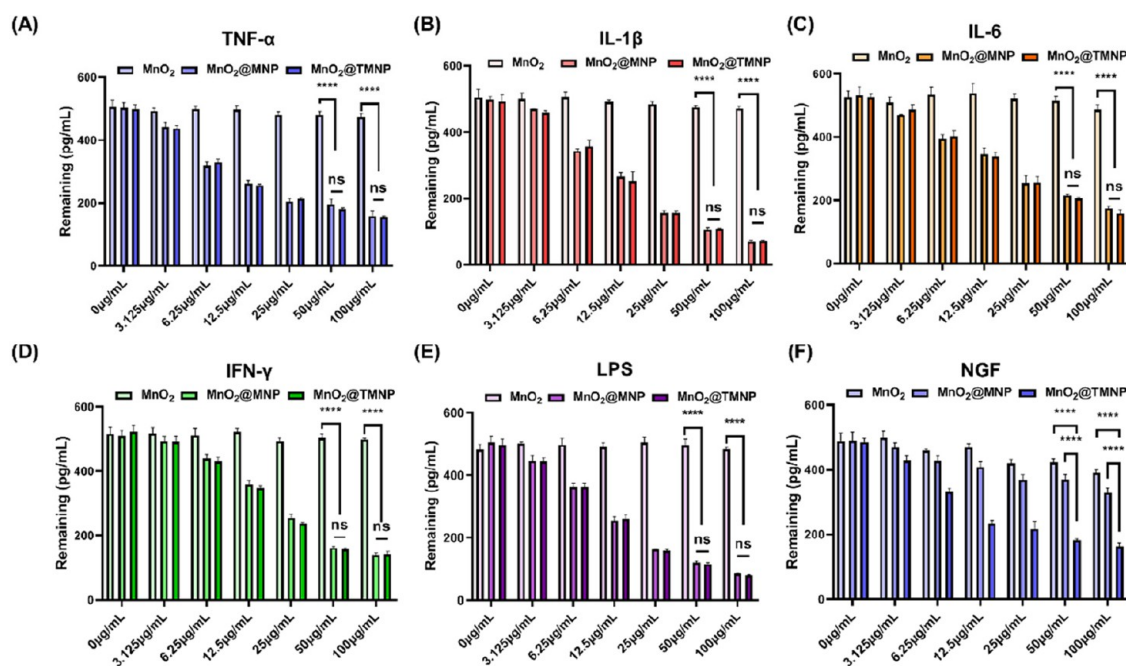 (A)
TNF-α
MnO2 MnO2@MNP MnO2@TMNP
**** ****
Remaining (pg/mL)
600
400
200
0
ns ns
0μg/mL 3.125μg/mL 6.25μg/mL 12.5μg/mL 25μg/mL 50μg/mL 100μg/mL
(B)
IL-1β
MnO2 MnO2@MNP MnO2@TMNP
**** ****
Remaining (pg/mL)
600
400
200
0
ns ns
0μg/mL 3.125μg/mL 6.25μg/mL 12.5μg/mL 25μg/mL 50μg/mL 100μg/mL
(C)
IL-6
MnO2 MnO2@MNP MnO2@TMNP
**** ****
Remaining (pg/mL)
600
400
200
0
ns ns
0μg/mL 3.125μg/mL 6.25μg/mL 12.5μg/mL 25μg/mL 50μg/mL 100μg/mL
(D)
IFN-γ
MnO2 MnO2@MNP MnO2@TMNP
**** ****
Remaining (pg/mL)
600
400
200
0
ns ns
0μg/mL 3.125μg/mL 6.25μg/mL 12.5μg/mL 25μg/mL 50μg/mL 100μg/mL
(E)
LPS
MnO2 MnO2@MNP MnO2@TMNP
**** ****
Remaining (pg/mL)
600
400
200
0
ns ns
0μg/mL 3.125μg/mL 6.25μg/mL 12.5μg/mL 25μg/mL 50μg/mL 100μg/mL
(F)
NGF
MnO2 MnO2@MNP MnO2@TMNP
**** ****
**** ****
Remaining (pg/mL)
600
400
200
0
0μg/mL 3.125μg/mL 6.25μg/mL 12.5μg/mL 25μg/mL 50μg/mL 100μg/mL